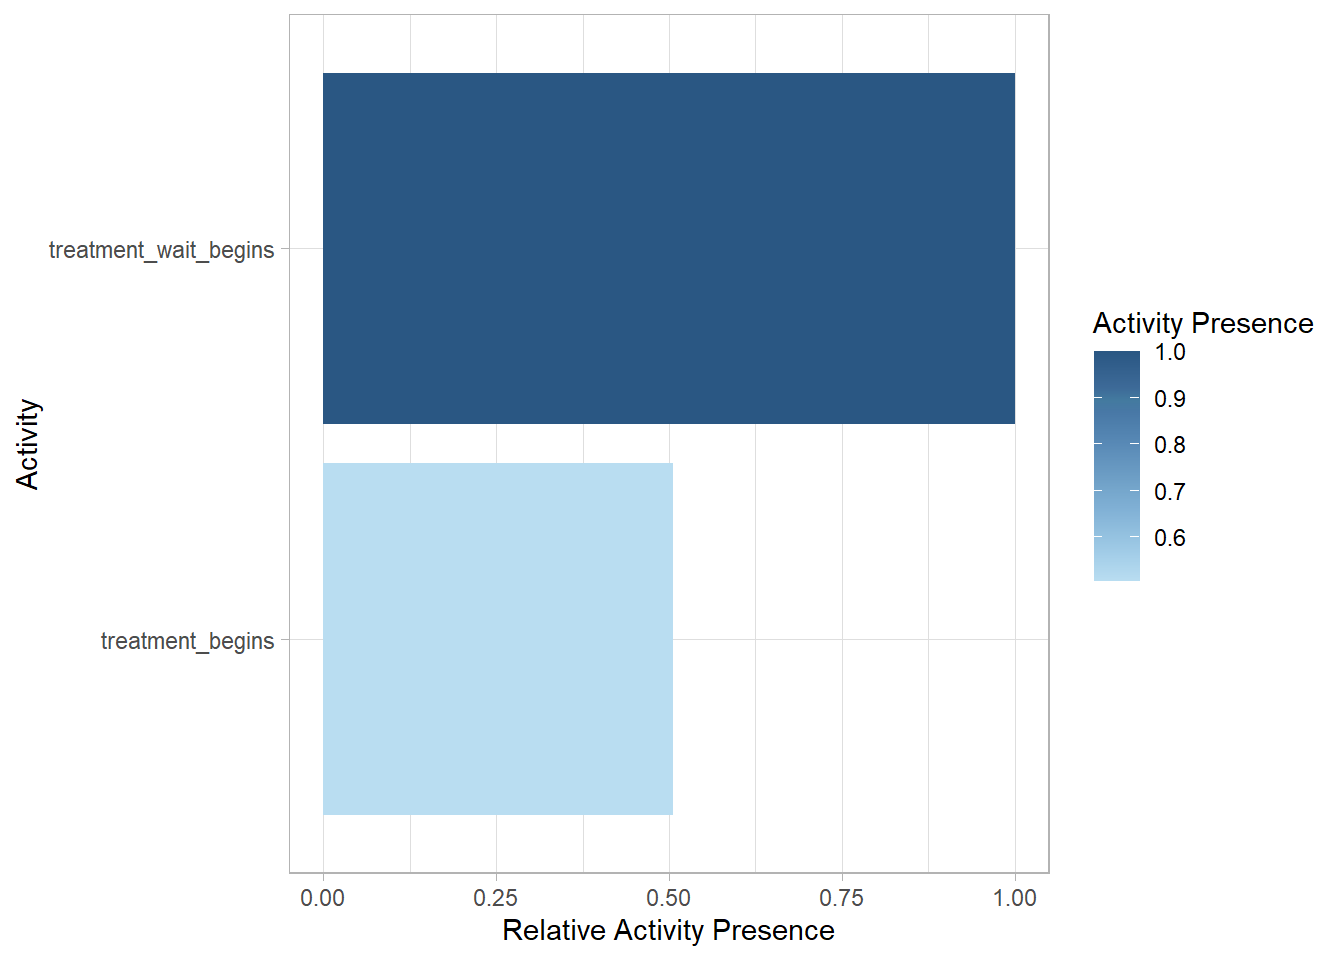 Activity
treatment_wait_begins
treatment_begins
0.00
0.25
0.50
0.75
1.00
Relative Activity Presence
Activity Presence
1.0
0.9
0.8
0.7
0.6